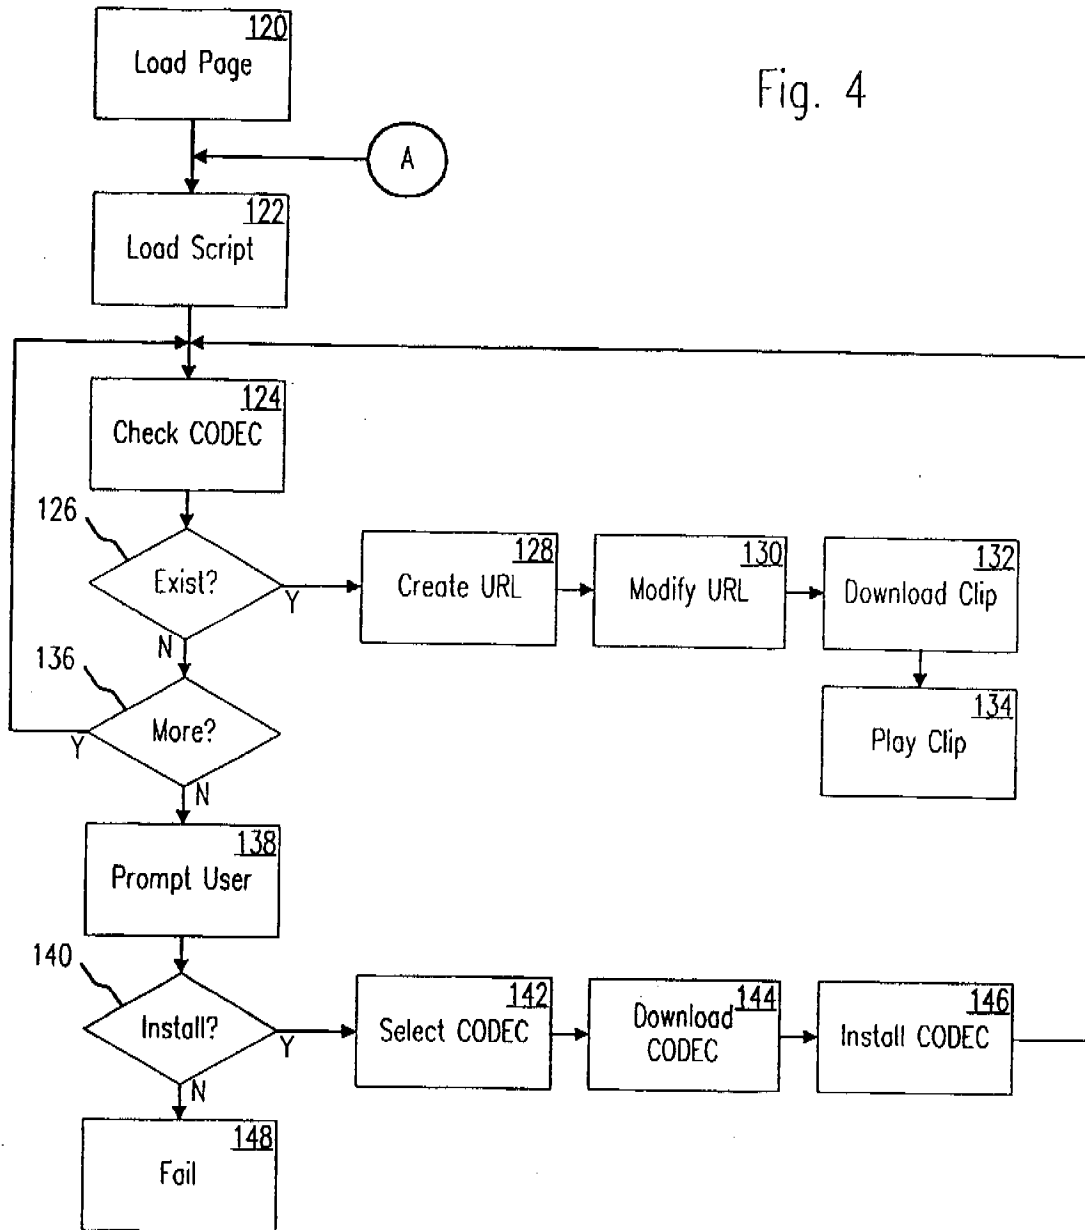 120
Load Page
Fig. 4
A
122
Load Script
124
Check CODEC
126
Exist?
Y
N
128
Create URL
130
Modify URL
132
Download Clip
134
Play Clip
136
More?
Y
N
138
Prompt User
140
Install?
Y
N
142
Select CODEC
144
Download
CODEC
146
Install CODEC
148
Fail